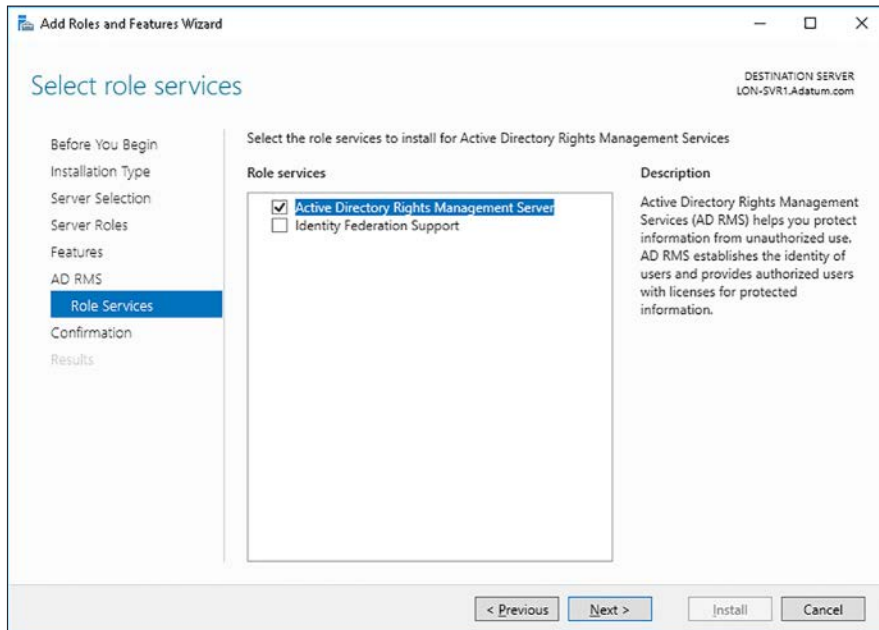 Add Roles and Features Wizard
Select role services
DESTINATION SERVER
LON-SVR1.Adatum.com
Before You Begin
Installation Type
Server Selection
Server Roles
Features
AD RMS
Role Services
Confirmation
Results
Select the role services to install for Active Directory Rights Management Services
Role services
Active Directory Rights Management Server
Identity Federation Support
Description
Active Directory Rights Management
Services (AD RMS) helps you protect
information from unauthorized use.
AD RMS establishes the identity of
users and provides authorized users
with licenses for protected
information.
< Previous
Next >
Install
Cancel